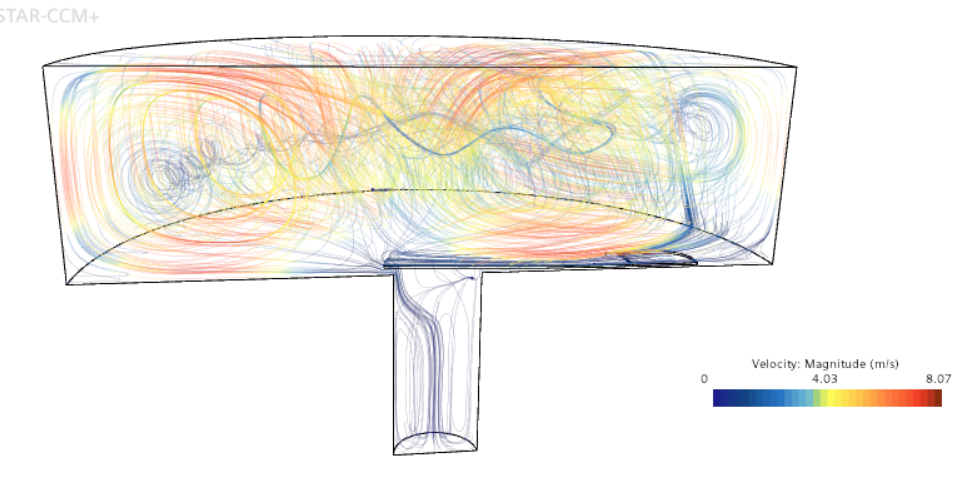 STAR-CCM+
Velocity: Magnitude (m/s)
0 4.03 8.07